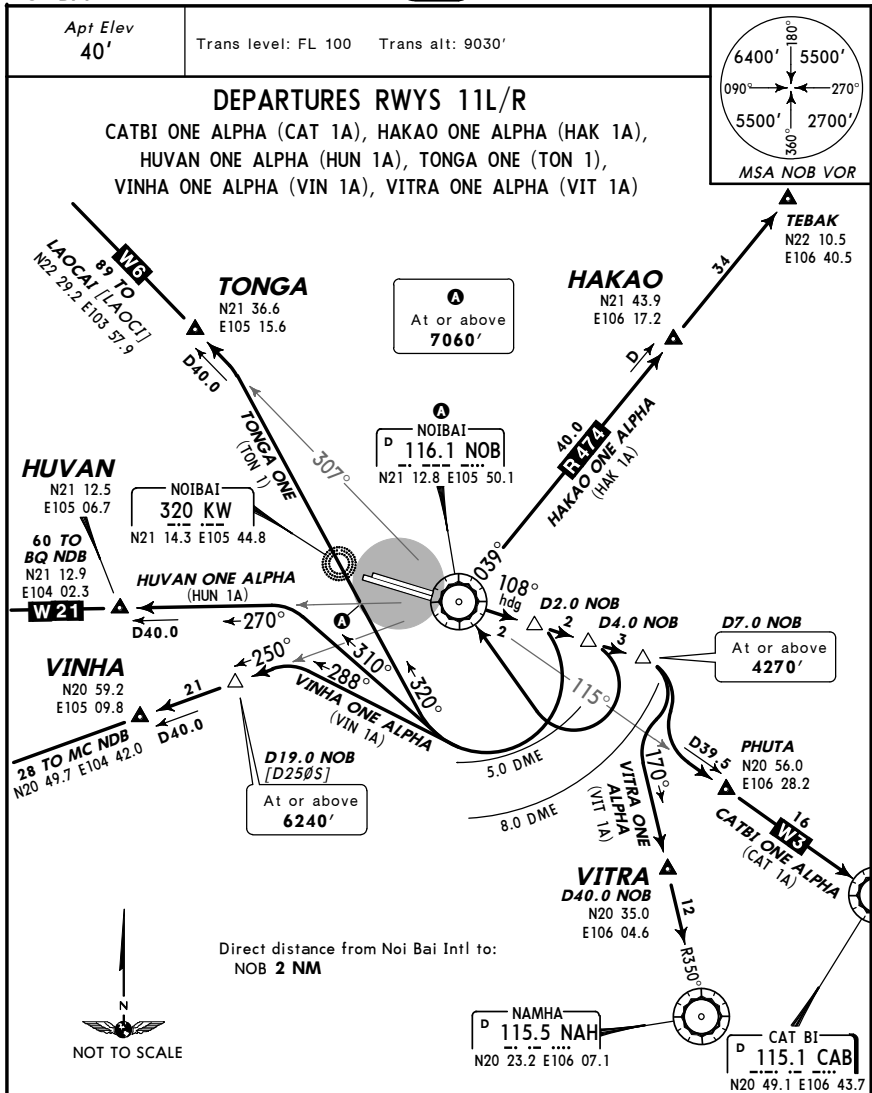 Apt Elev
40'
Trans level: FL 100 Trans alt: 9030'
180°
6400' 5500'
090° 270°
5500' 2700'
360°
MSA NOB VOR
DEPARTURES RWYS 11L/R
CATBI ONE ALPHA (CAT 1A), HAKAO ONE ALPHA (HAK 1A),
HUVAN ONE ALPHA (HUN 1A), TONGA ONE (TON 1),
VINHA ONE ALPHA (VIN 1A), VITRA ONE ALPHA (VIT 1A)
TEBAK
N22 10.5
E106 40.5
34
W6
89 TO
LAOCAI [LAOCI]
N22 29.2 E103 57.9
TONGA
N21 36.6
E105 15.6
D40.0
TONGA ONE
(TON 1)
307°
A
At or above
7060'
HAKAO
N21 43.9
E106 17.2
D
40.0
R474
HAKAO ONE ALPHA
(HAK 1A)
A
NOIBAI
D 116.1 NOB
N21 12.8 E105 50.1
HUVAN
N21 12.5
E105 06.7
NOIBAI
320 KW
N21 14.3 E105 44.8
60 TO
BQ NDB
N21 12.9
E104 02.3
W21
HUVAN ONE ALPHA
(HUN 1A)
D40.0
270°
A
039°
108°
hdg
D2.0 NOB
2
D4.0 NOB
3
2
D7.0 NOB
At or above
4270'
VINHA
N20 59.2
E105 09.8
250°
310°
288°
320°
VINHA ONE ALPHA
(VIN 1A)
21
D40.0
28 TO MC NDB
N20 49.7 E104 42.0
D19.0 NOB
[D250S]
At or above
6240'
115°
5.0 DME
8.0 DME
170°
VITRA ONE
ALPHA
(VIT 1A)
D39.5
PHUTA
N20 56.0
E106 28.2
16
W3
CATBI ONE ALPHA
(CAT 1A)
VITRA
D40.0 NOB
N20 35.0
E106 04.6
12
R350°
Direct distance from Noi Bai Intl to:
NOB 2 NM
N
NOT TO SCALE
NAMHA
D 115.5 NAH
N20 23.2 E106 07.1
CAT BI
D 115.1 CAB
N20 49.1 E106 43.7